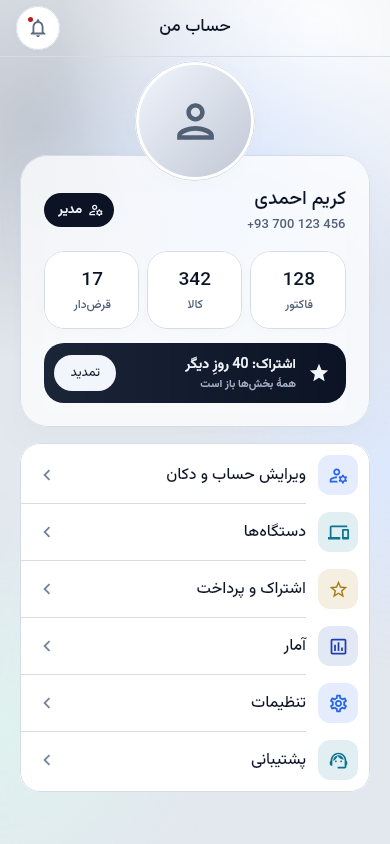 حساب من
کریم احمدی
+93 700 123 456
مدیر
128
فاکتور
342
کالا
17
قرض‌دار
اشتراک: 40 روزِ دیگر
همهٔ بخش‌ها باز است
تمدید
ویرایش حساب و دکان
دستگاه‌ها
اشتراک و پرداخت
آمار
تنظیمات
پشتیبانی